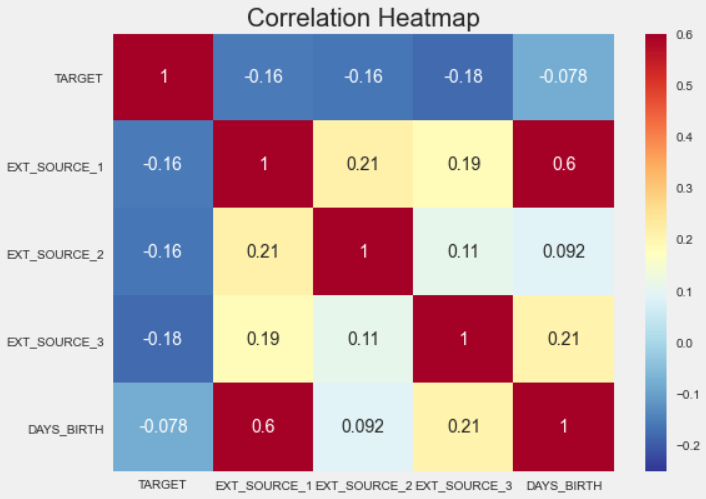 Correlation Heatmap
TARGET 1 -0.16 -0.16 -0.18 -0.078
EXT_SOURCE_1 -0.16 1 0.21 0.19 0.6
EXT_SOURCE_2 -0.16 0.21 1 0.11 0.092
EXT_SOURCE_3 -0.18 0.19 0.11 1 0.21
DAYS_BIRTH -0.078 0.6 0.092 0.21 1
TARGET EXT_SOURCE_1 EXT_SOURCE_2 EXT_SOURCE_3 DAYS_BIRTH
0.6
0.5
0.4
0.3
0.2
0.1
0.0
−0.1
−0.2